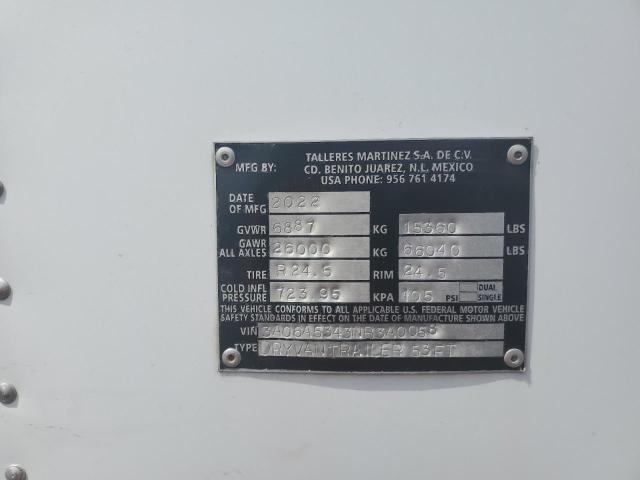 TALLERES MARTINEZ S.A. DE C.V.
MFG BY: CD. BENITO JUAREZ, N.L. MEXICO
USA PHONE: 956 761 4174
DATE OF MFG 2022
GVWR 6887 KG 15360 LBS
GAWR ALL AXLES 26000 KG 66040 LBS
TIRE R24.5 RIM 24.5
COLD INFL PRESSURE 723.95 KPA 105 PSI DUAL SINGLE
THIS VEHICLE CONFORMS TO ALL APPLICABLE U.S. FEDERAL MOTOR VEHICLE
SAFETY STANDARDS IN EFFECT ON THE DATE OF MANUFACTURE SHOWN ABOVE
VIN 3A06A5343NR3A0058
TYPE DRYVAN TRAILER 53FT